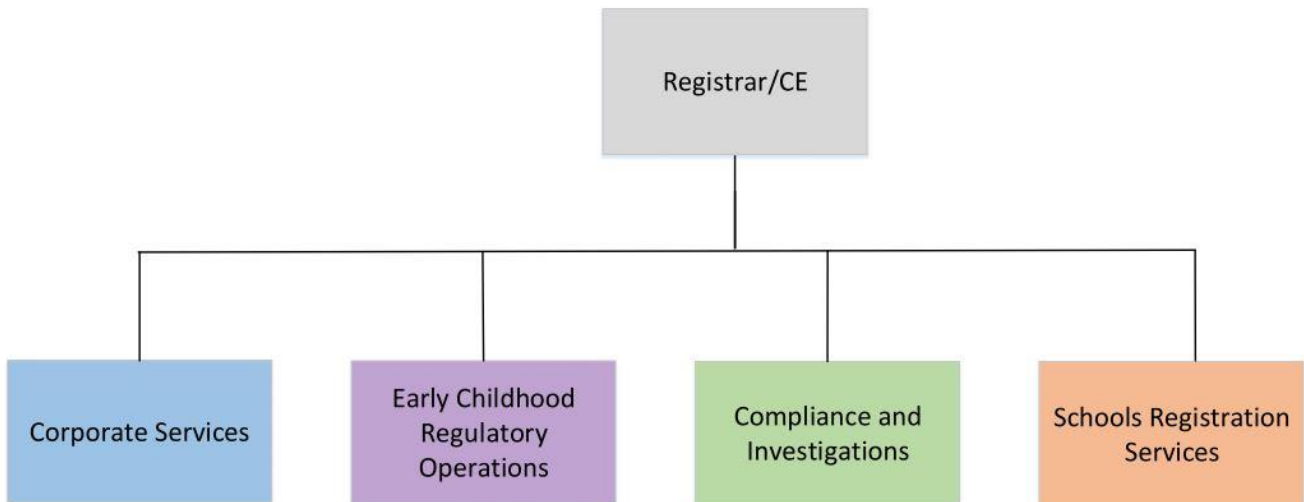 Registrar/CE
Corporate Services
Early Childhood
Regulatory
Operations
Compliance and
Investigations
Schools Registration
Services